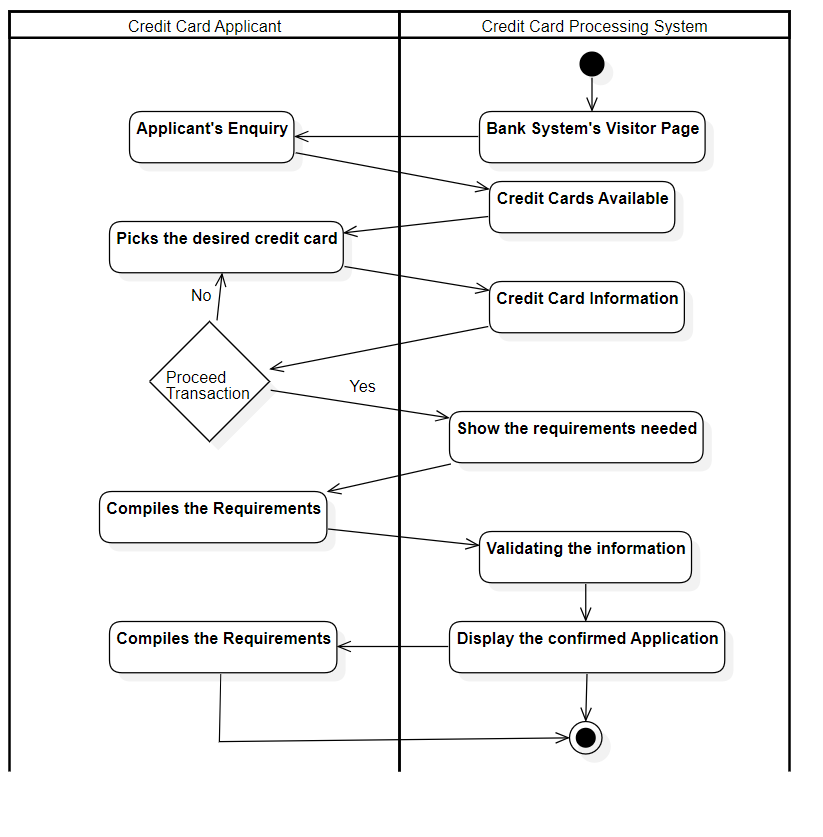 Credit Card Applicant
Credit Card Processing System
Applicant's Enquiry
Bank System's Visitor Page
Credit Cards Available
Picks the desired credit card
Credit Card Information
No
Proceed
Transaction
Yes
Show the requirements needed
Compiles the Requirements
Validating the information
Compiles the Requirements
Display the confirmed Application